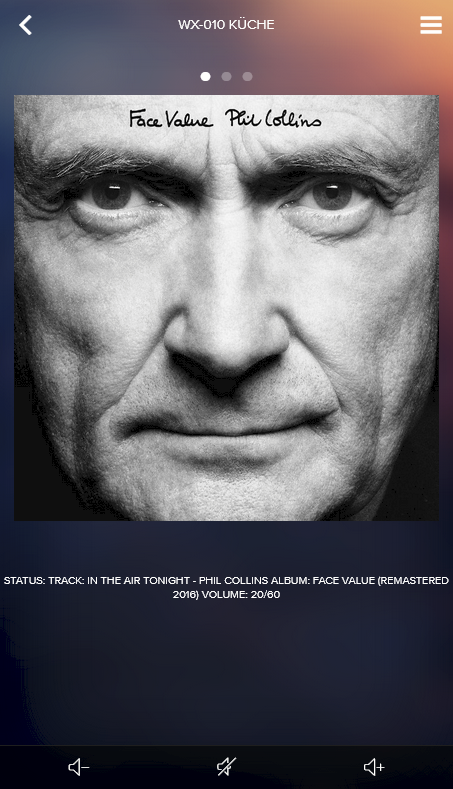 WX-010 KÜCHE
Face Value Phil Collins
STATUS: TRACK: IN THE AIR TONIGHT - PHIL COLLINS ALBUM: FACE VALUE (REMASTERED
2016) VOLUME: 20/60